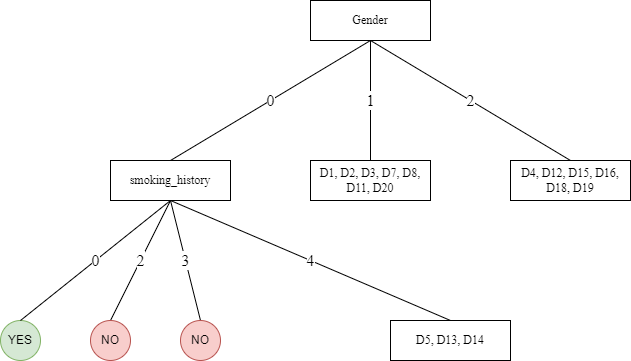 Gender
0
1
2
smoking_history
D1, D2, D3, D7, D8,
D11, D20
D4, D12, D15, D16,
D18, D19
0
2
3
4
YES
NO
NO
D5, D13, D14